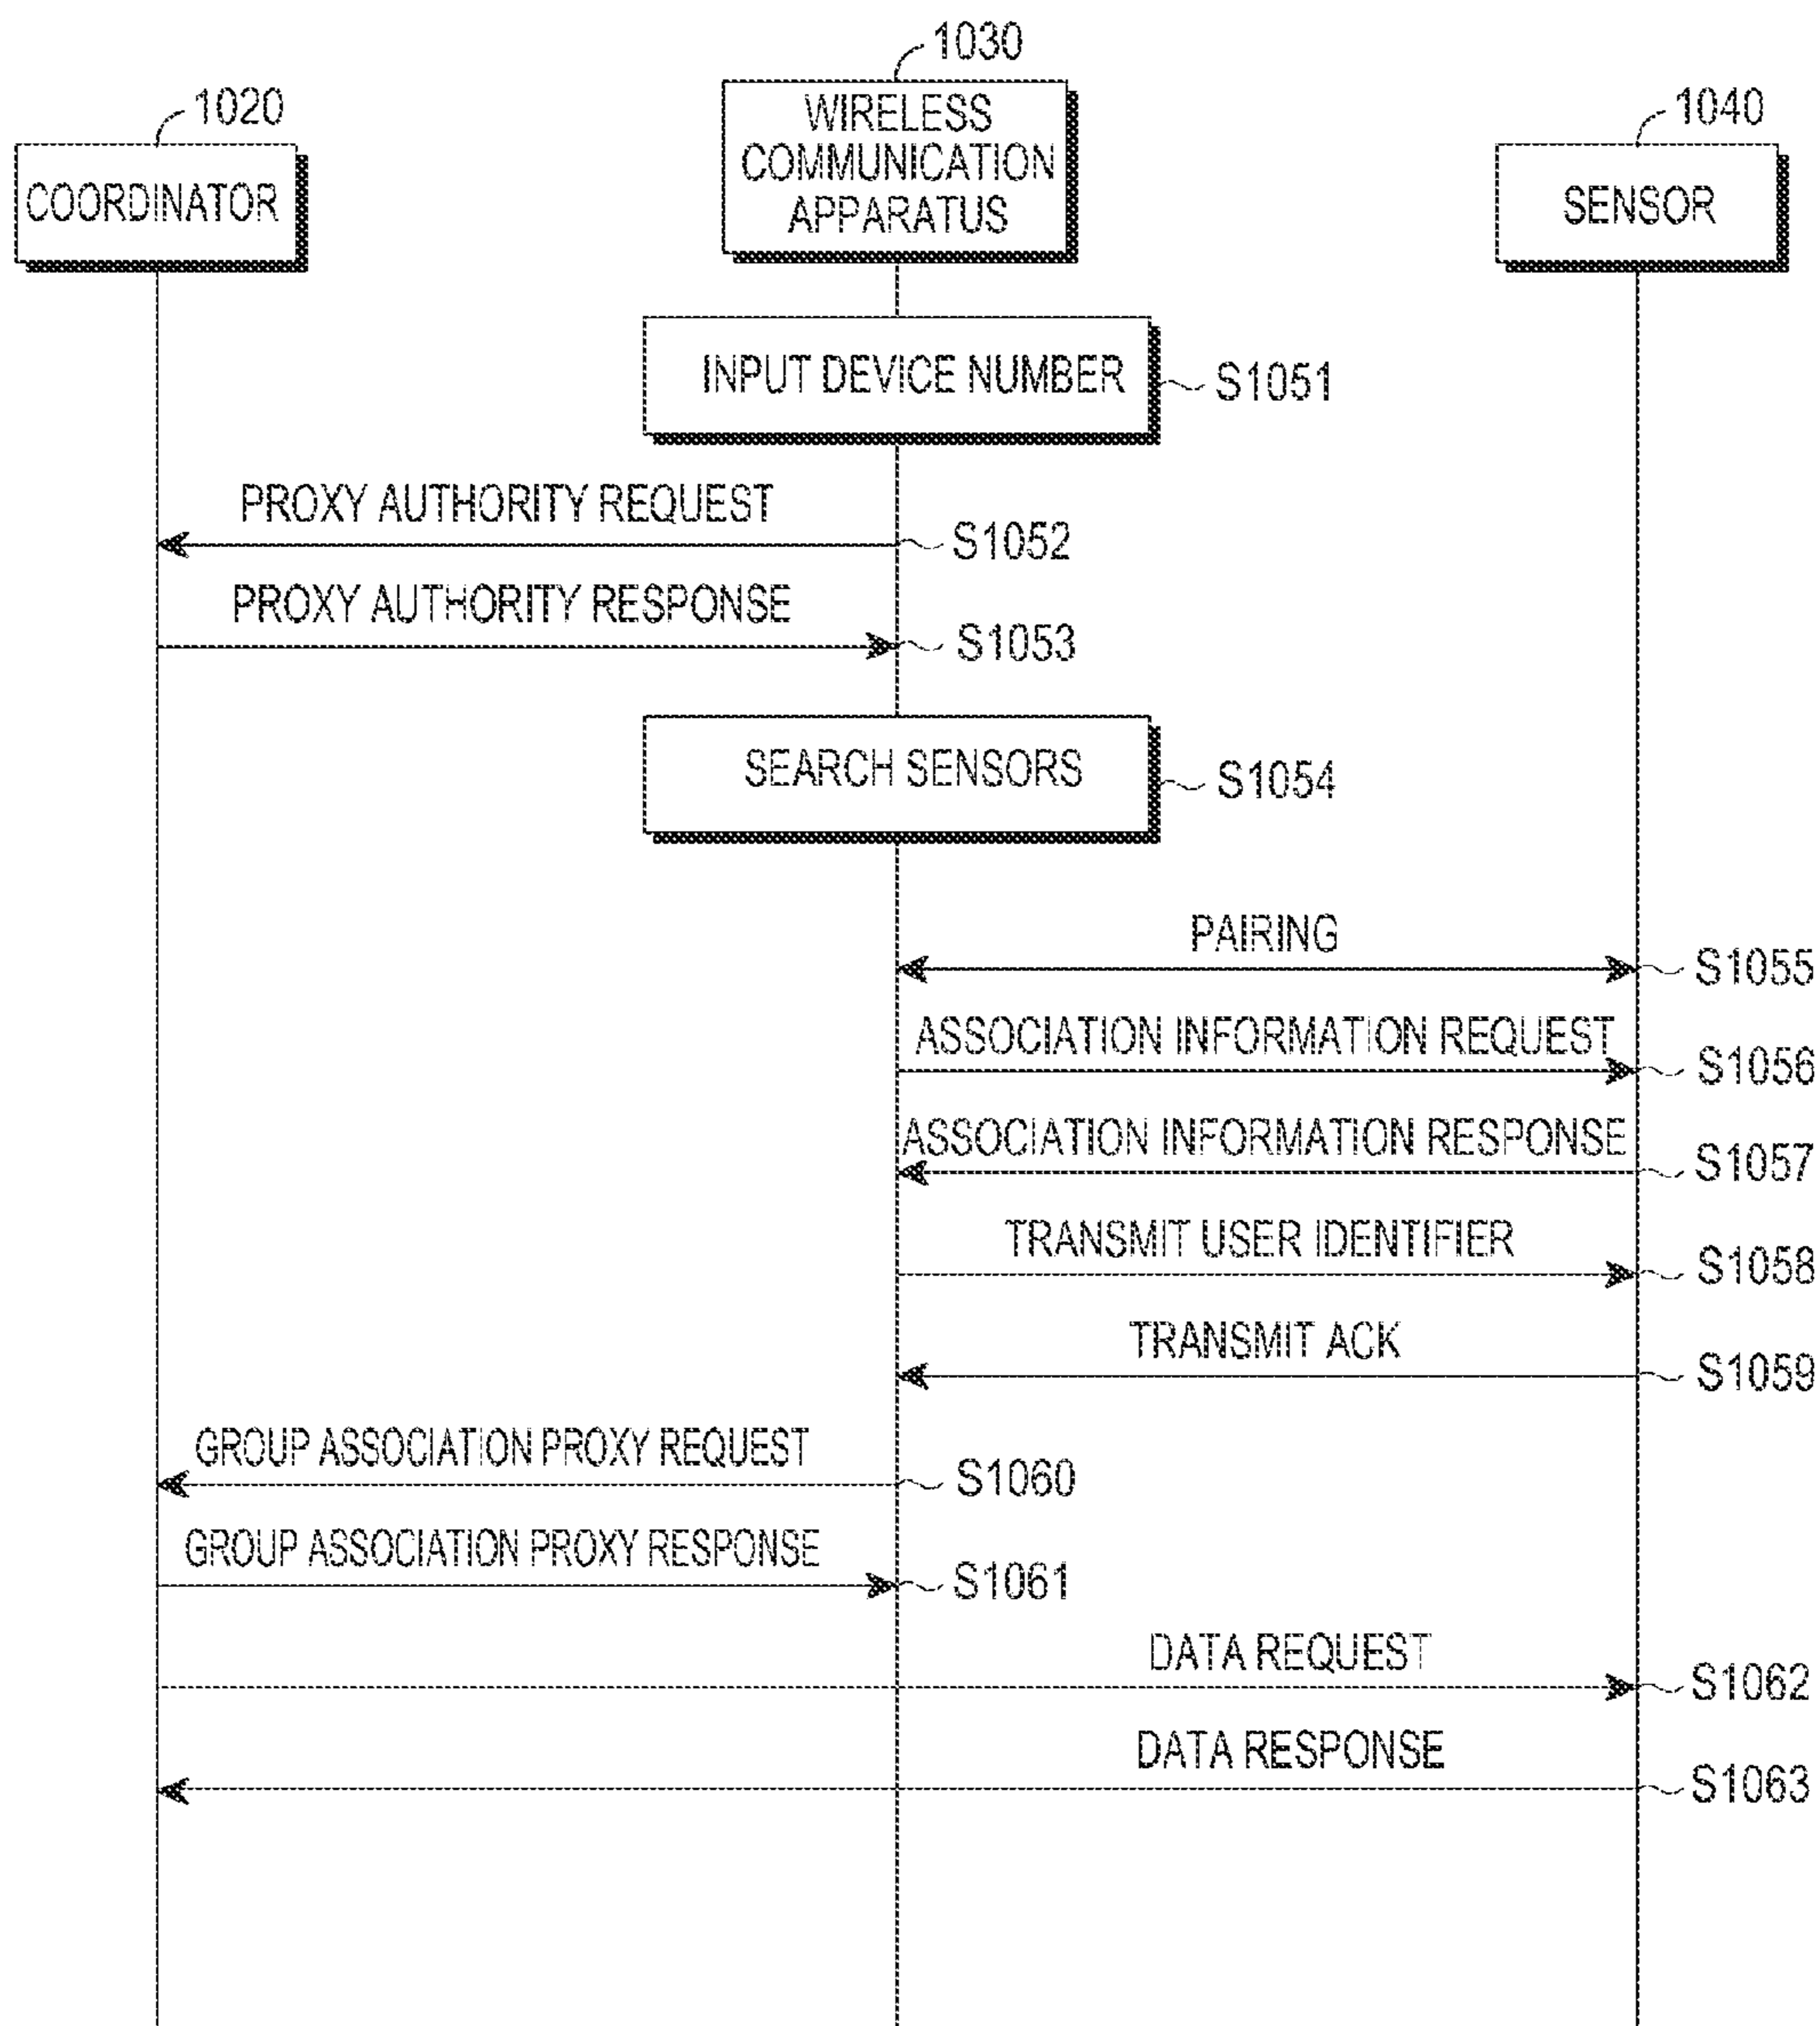 1030
1020
1040
WIRELESS
COMMUNICATION
APPARATUS
COORDINATOR
SENSOR
INPUT DEVICE NUMBER
S1051
PROXY AUTHORITY REQUEST
S1052
PROXY AUTHORITY RESPONSE
S1053
SEARCH SENSORS
S1054
PAIRING
S1055
ASSOCIATION INFORMATION REQUEST
S1056
ASSOCIATION INFORMATION RESPONSE
S1057
TRANSMIT USER IDENTIFIER
S1058
TRANSMIT ACK
S1059
GROUP ASSOCIATION PROXY REQUEST
S1060
GROUP ASSOCIATION PROXY RESPONSE
S1061
DATA REQUEST
S1062
DATA RESPONSE
S1063